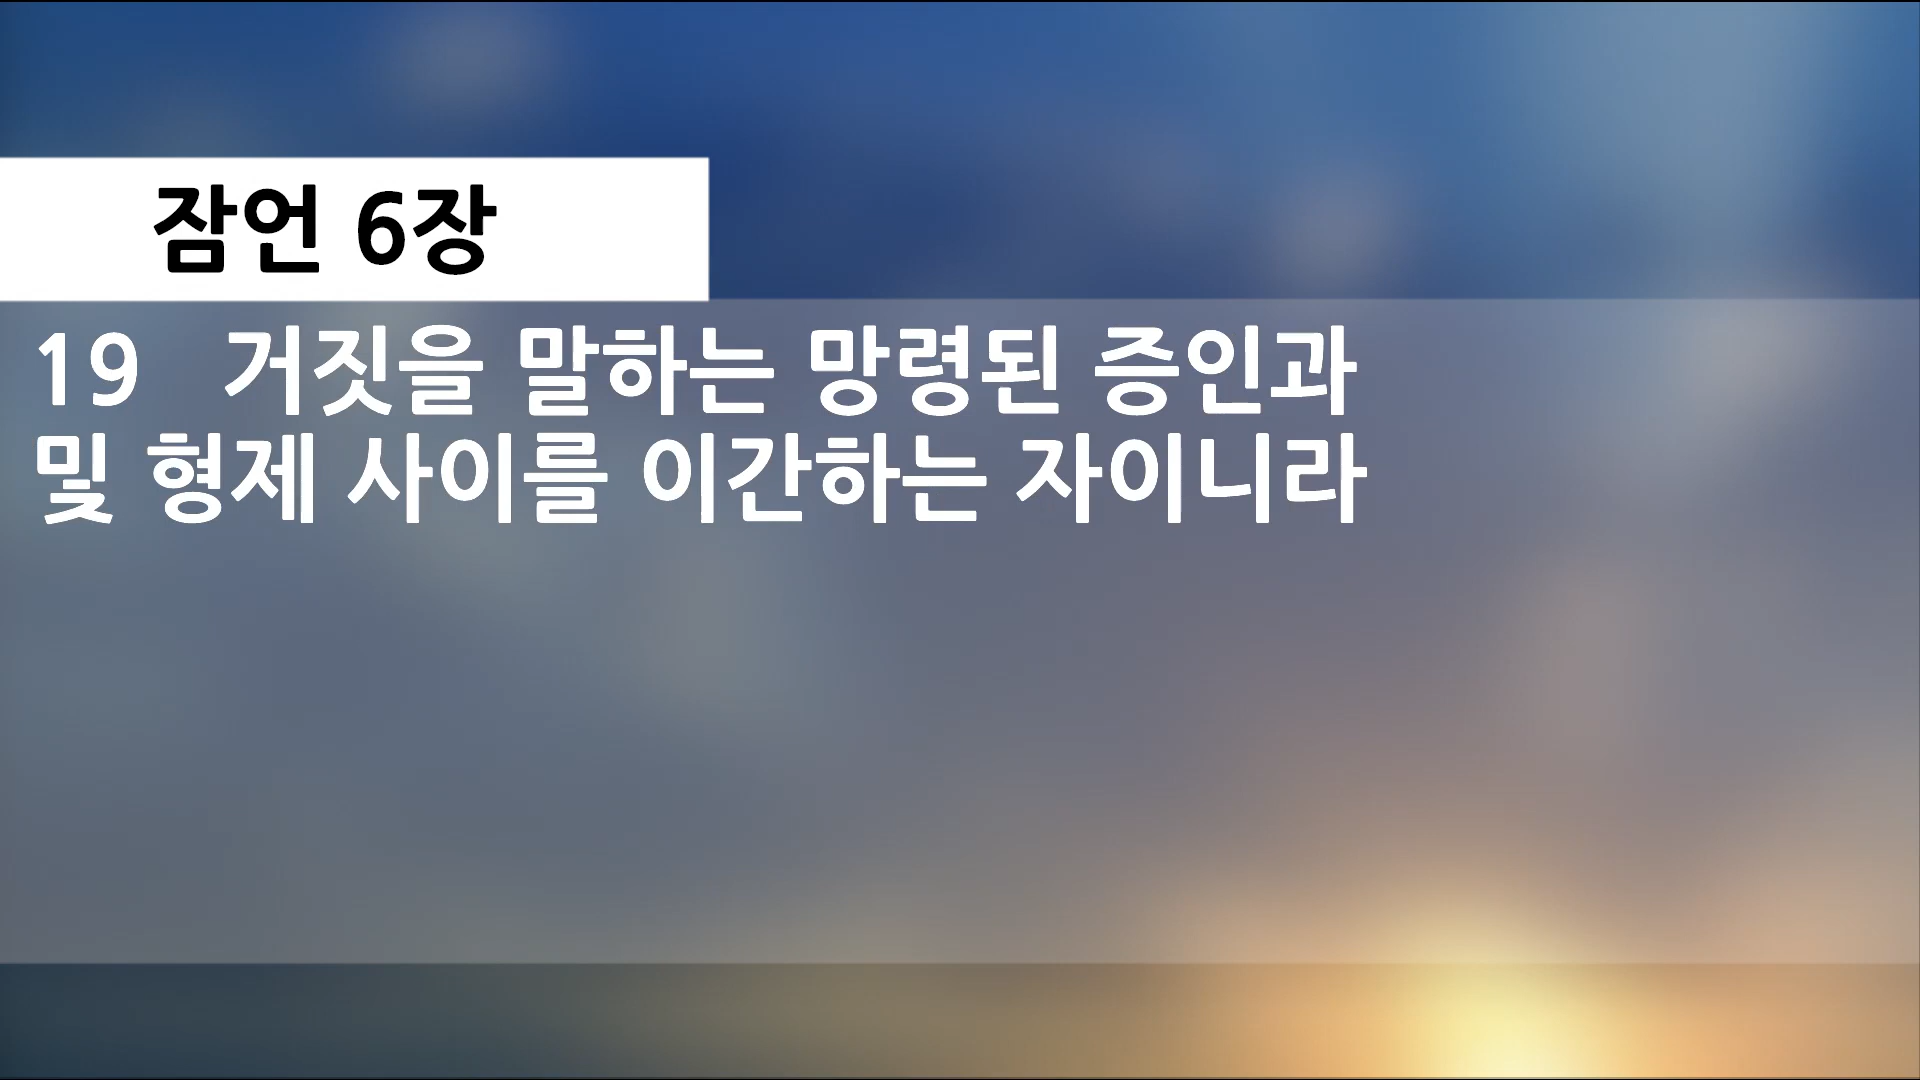 잠언 6장
19 거짓을 말하는 망령된 증인과
및 형제 사이를 이간하는 자이니라